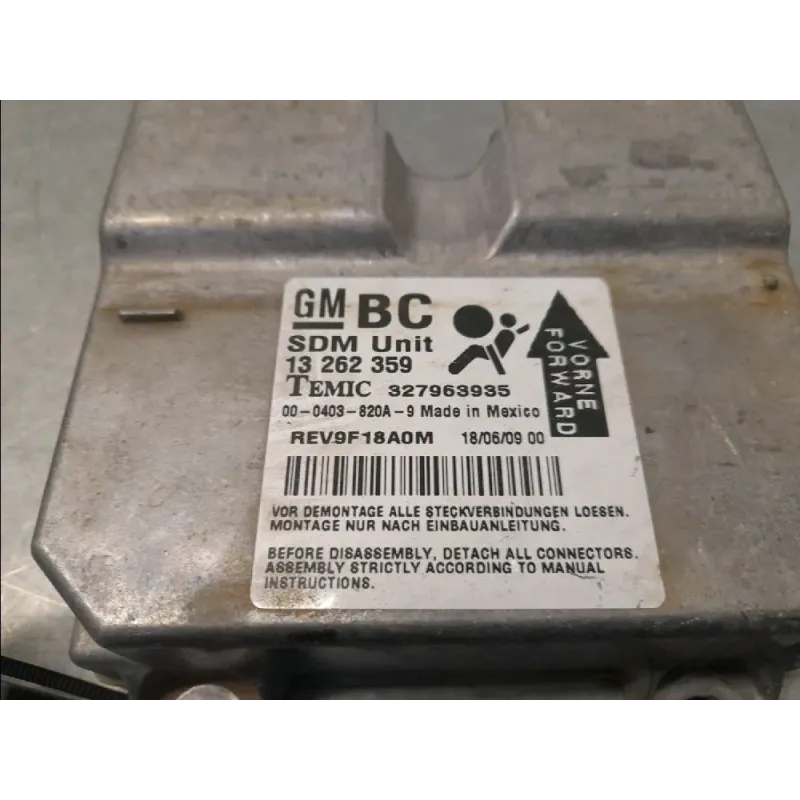 GM BC
SDM Unit
13 262 359
TEMIC 327963935
00-0403-820A-9 Made in Mexico
REV9F18A0M 18/06/09 00
VORNE
FORWARD
VOR DEMONTAGE ALLE STECKVERBINDUNGEN LOESEN.
MONTAGE NUR NACH EINBAUANLEITUNG.
BEFORE DISASSEMBLY, DETACH ALL CONNECTORS.
ASSEMBLY STRICTLY ACCORDING TO MANUAL
INSTRUCTIONS.